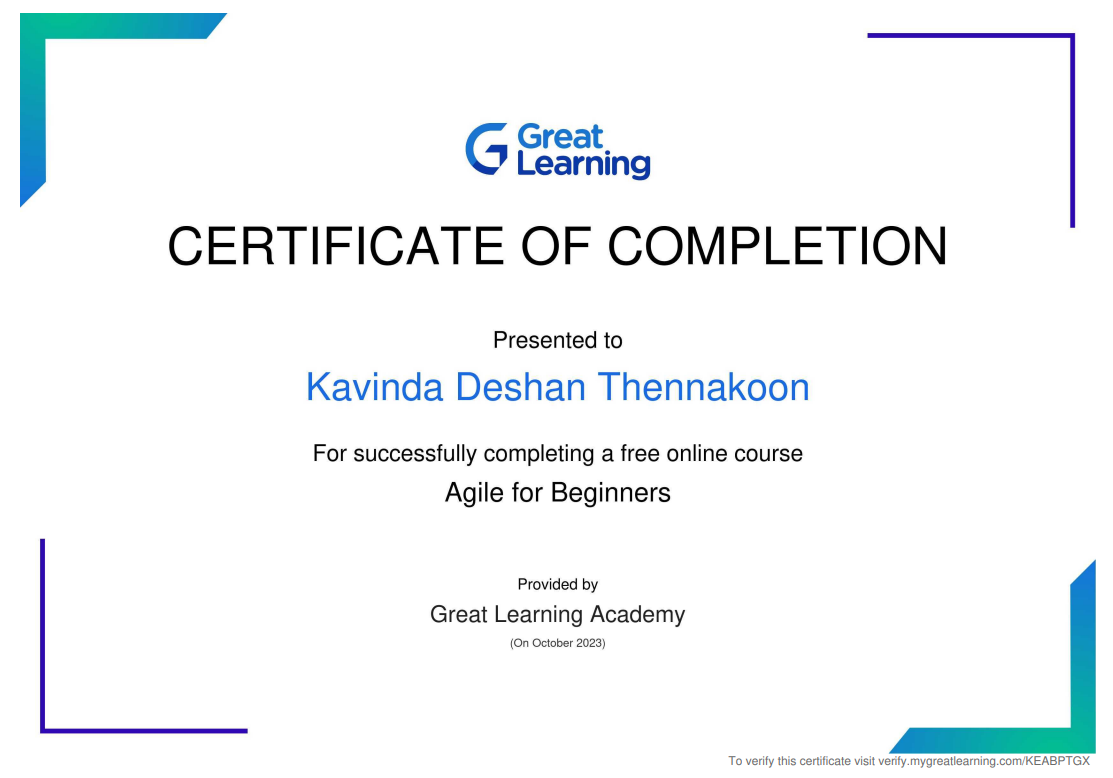 Great
Learning
CERTIFICATE OF COMPLETION
Presented to
Kavinda Deshan Thennakoon
For successfully completing a free online course
Agile for Beginners
Provided by
Great Learning Academy
(On October 2023)
To verify this certificate visit verify.mygreatlearning.com/KEABPTGX